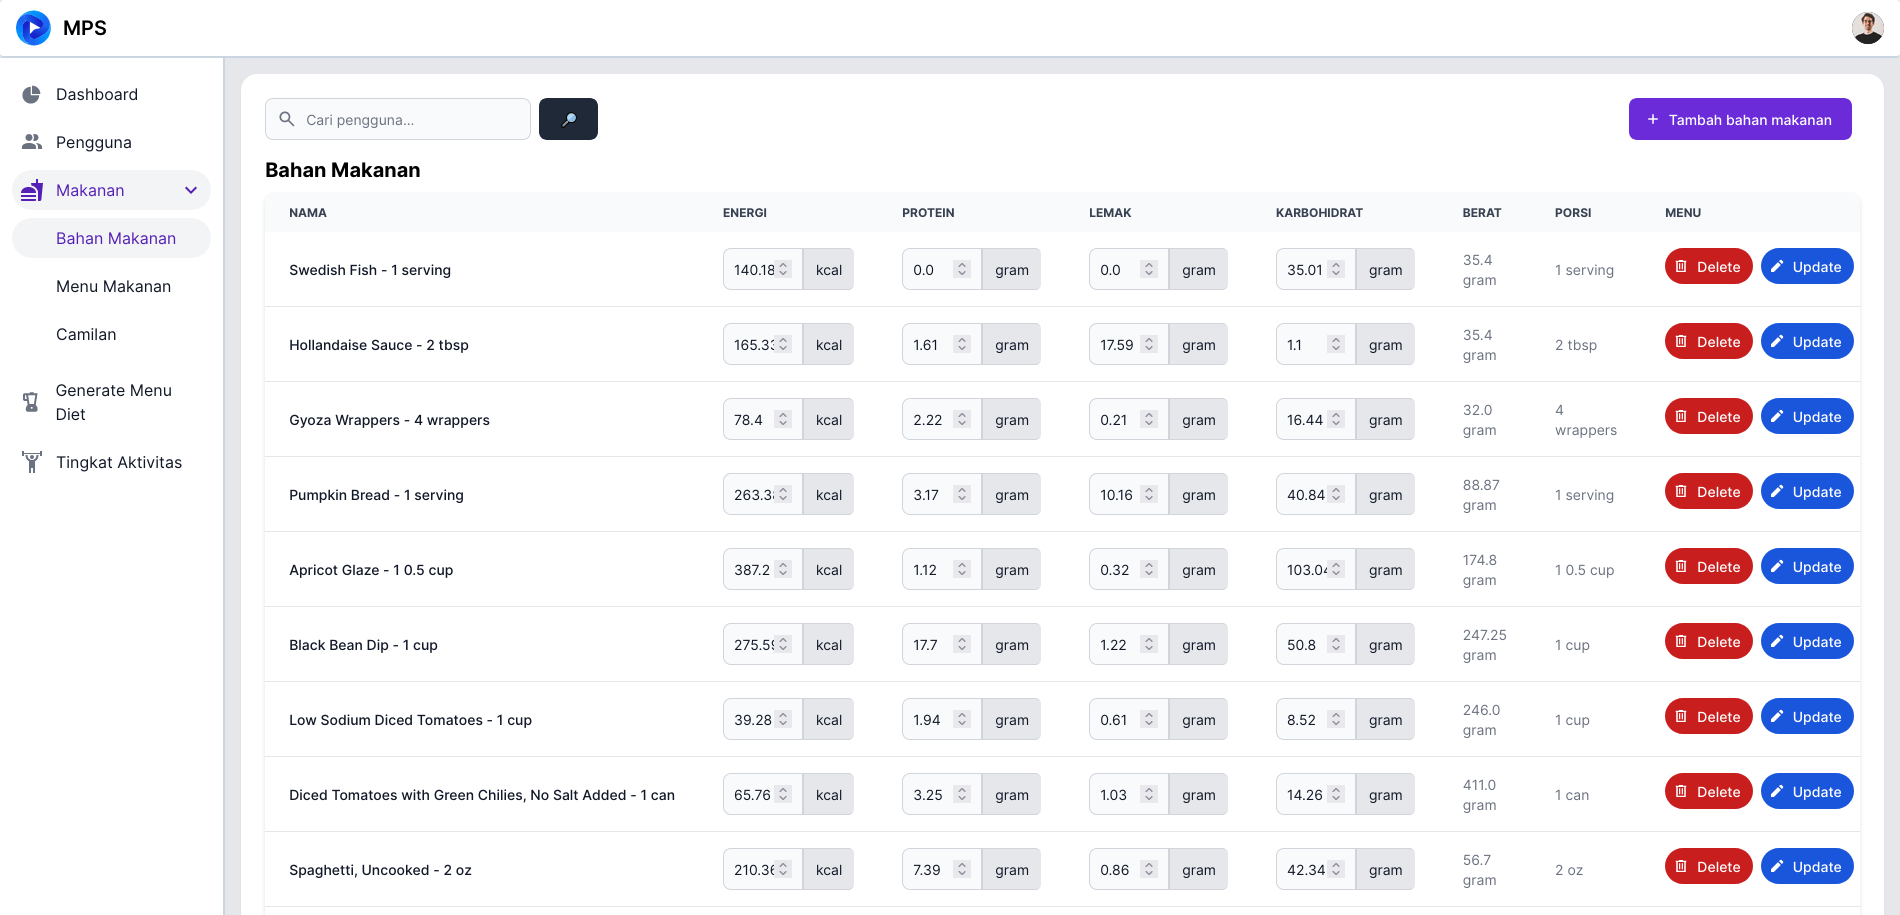 MPS
Dashboard
Pengguna
Makanan
Bahan Makanan
Menu Makanan
Camilan
Generate Menu
Diet
Tingkat Aktivitas
Cari pengguna...
+ Tambah bahan makanan
Bahan Makanan
NAMA ENERGI PROTEIN LEMAK KARBOHIDRAT BERAT PORSI MENU
Swedish Fish - 1 serving 140.18 kcal 0.0 gram 0.0 gram 35.01 gram 35.4 gram 1 serving Delete Update
Hollandaise Sauce - 2 tbsp 165.33 kcal 1.61 gram 17.59 gram 1.1 gram 35.4 gram 2 tbsp Delete Update
Gyoza Wrappers - 4 wrappers 78.4 kcal 2.22 gram 0.21 gram 16.44 gram 32.0 gram 4 wrappers Delete Update
Pumpkin Bread - 1 serving 263.38 kcal 3.17 gram 10.16 gram 40.84 gram 88.87 gram 1 serving Delete Update
Apricot Glaze - 1 0.5 cup 387.2 kcal 1.12 gram 0.32 gram 103.04 gram 174.8 gram 1 0.5 cup Delete Update
Black Bean Dip - 1 cup 275.59 kcal 17.7 gram 1.22 gram 50.8 gram 247.25 gram 1 cup Delete Update
Low Sodium Diced Tomatoes - 1 cup 39.28 kcal 1.94 gram 0.61 gram 8.52 gram 246.0 gram 1 cup Delete Update
Diced Tomatoes with Green Chilies, No Salt Added - 1 can 65.76 kcal 3.25 gram 1.03 gram 14.26 gram 411.0 gram 1 can Delete Update
Spaghetti, Uncooked - 2 oz 210.36 kcal 7.39 gram 0.86 gram 42.34 gram 56.7 gram 2 oz Delete Update